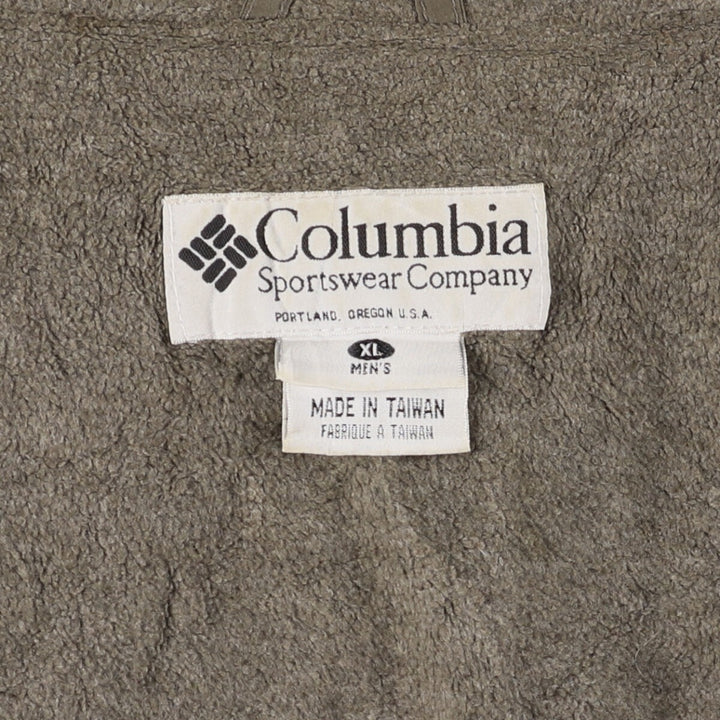 Columbia
Sportswear Company
PORTLAND, OREGON U.S.A.
XL
MEN'S
MADE IN TAIWAN
FABRIQUE A TAIWAN